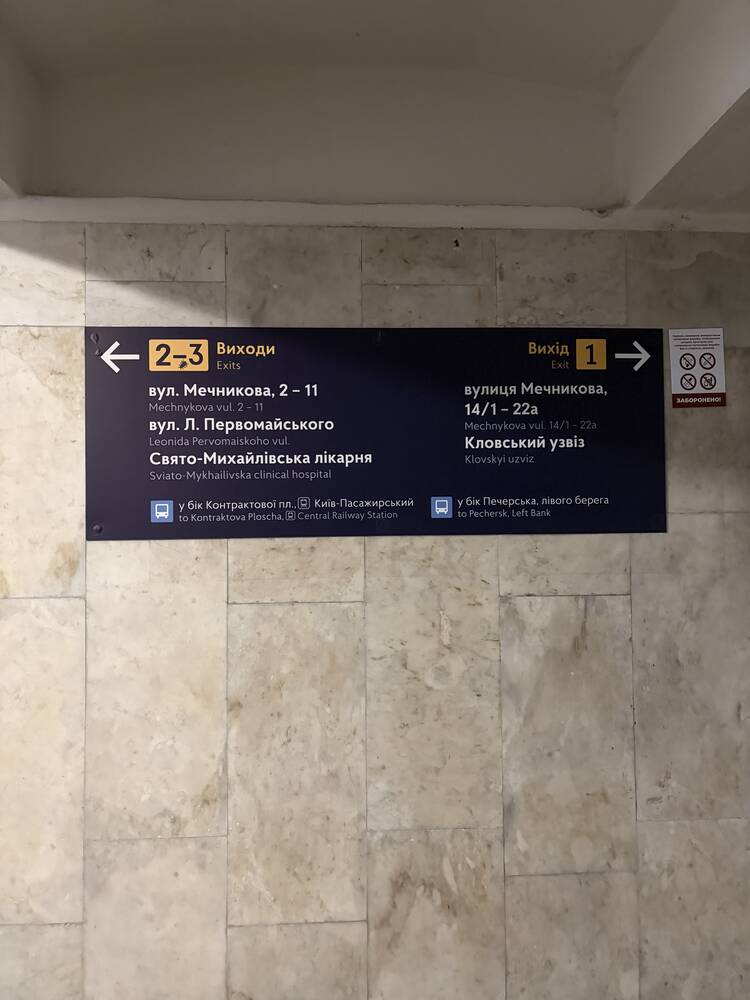 2–3 Виходи
Exits
вул. Мечникова, 2 – 11
Mechnykova vul. 2 – 11
вул. Л. Первомайського
Leonida Pervomaiskoho vul.
Свято-Михайлівська лікарня
Sviato-Mykhailivska clinical hospital
у бік Контрактової пл., Київ-Пасажирський
to Kontraktova Ploscha, Central Railway Station
Вихід 1
Exit
вулиця Мечникова,
14/1 – 22а
Mechnykova vul. 14/1 – 22a
Кловський узвіз
Klovskyi uzviz
у бік Печерська, лівого берега
to Pechersk, Left Bank
ЗАБОРОНЕНО!